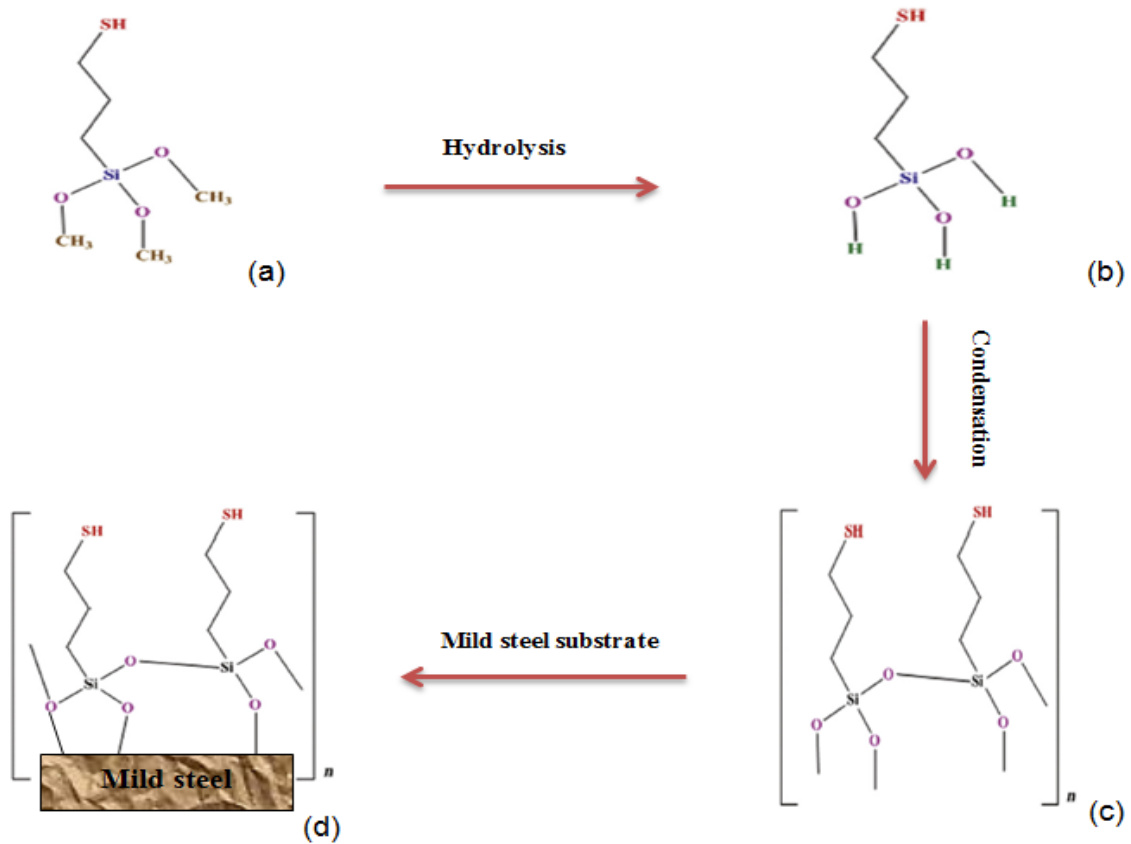 SH
Si
O
O
O
CH3
CH3
CH3
(a)
Hydrolysis
SH
Si
O
O
O
H
H
H
(b)
Condensation
SH
SH
Si
O
Si
O
O
O
O
n
(c)
Mild steel substrate
SH
SH
Si
O
Si
O
O
O
O
Mild steel
n
(d)